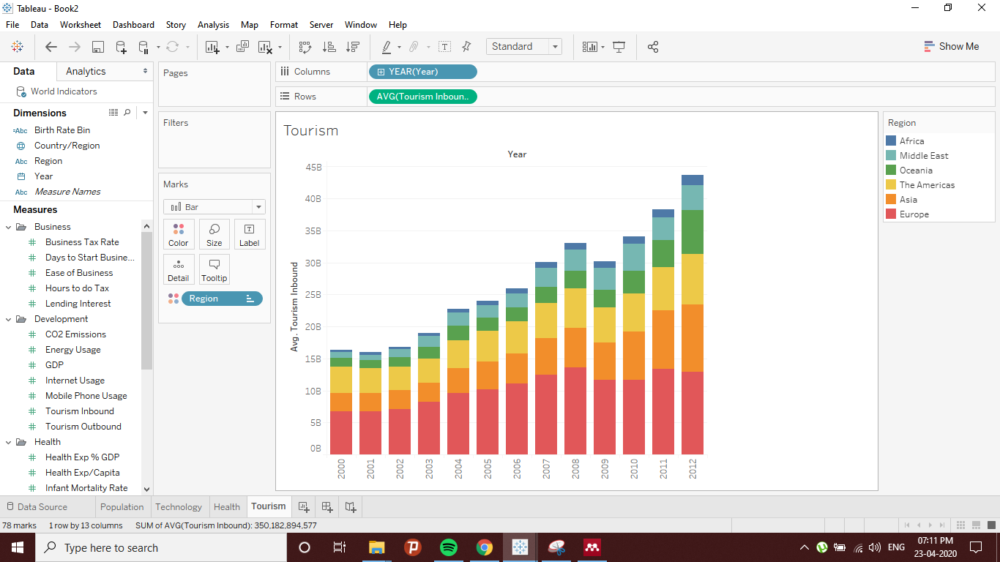 Tableau - Book2
File Data Worksheet Dashboard Story Analysis Map Format Server Window Help
Standard
Show Me
Data Analytics
World Indicators
Dimensions
=Abc Birth Rate Bin
Country/Region
Abc Region
Year
Abc Measure Names
Measures
Business
Business Tax Rate
Days to Start Busine...
Ease of Business
Hours to do Tax
Lending Interest
Development
CO2 Emissions
Energy Usage
GDP
Internet Usage
Mobile Phone Usage
Tourism Inbound
Tourism Outbound
Health
Health Exp % GDP
Health Exp/Capita
Infant Mortality Rate
Pages
Filters
Marks
Bar
Color Size Label
Detail Tooltip
Region
Columns YEAR(Year)
Rows AVG(Tourism Inboun..
Tourism
Year
Avg. Tourism Inbound
45B
40B
35B
30B
25B
20B
15B
10B
5B
0B
2000 2001 2002 2003 2004 2005 2006 2007 2008 2009 2010 2011 2012
Region
Africa
Middle East
Oceania
The Americas
Asia
Europe
Data Source Population Technology Health Tourism
78 marks 1 row by 13 columns SUM of AVG(Tourism Inbound): 350,182,894,577
Type here to search
ENG
07:11 PM
23-04-2020